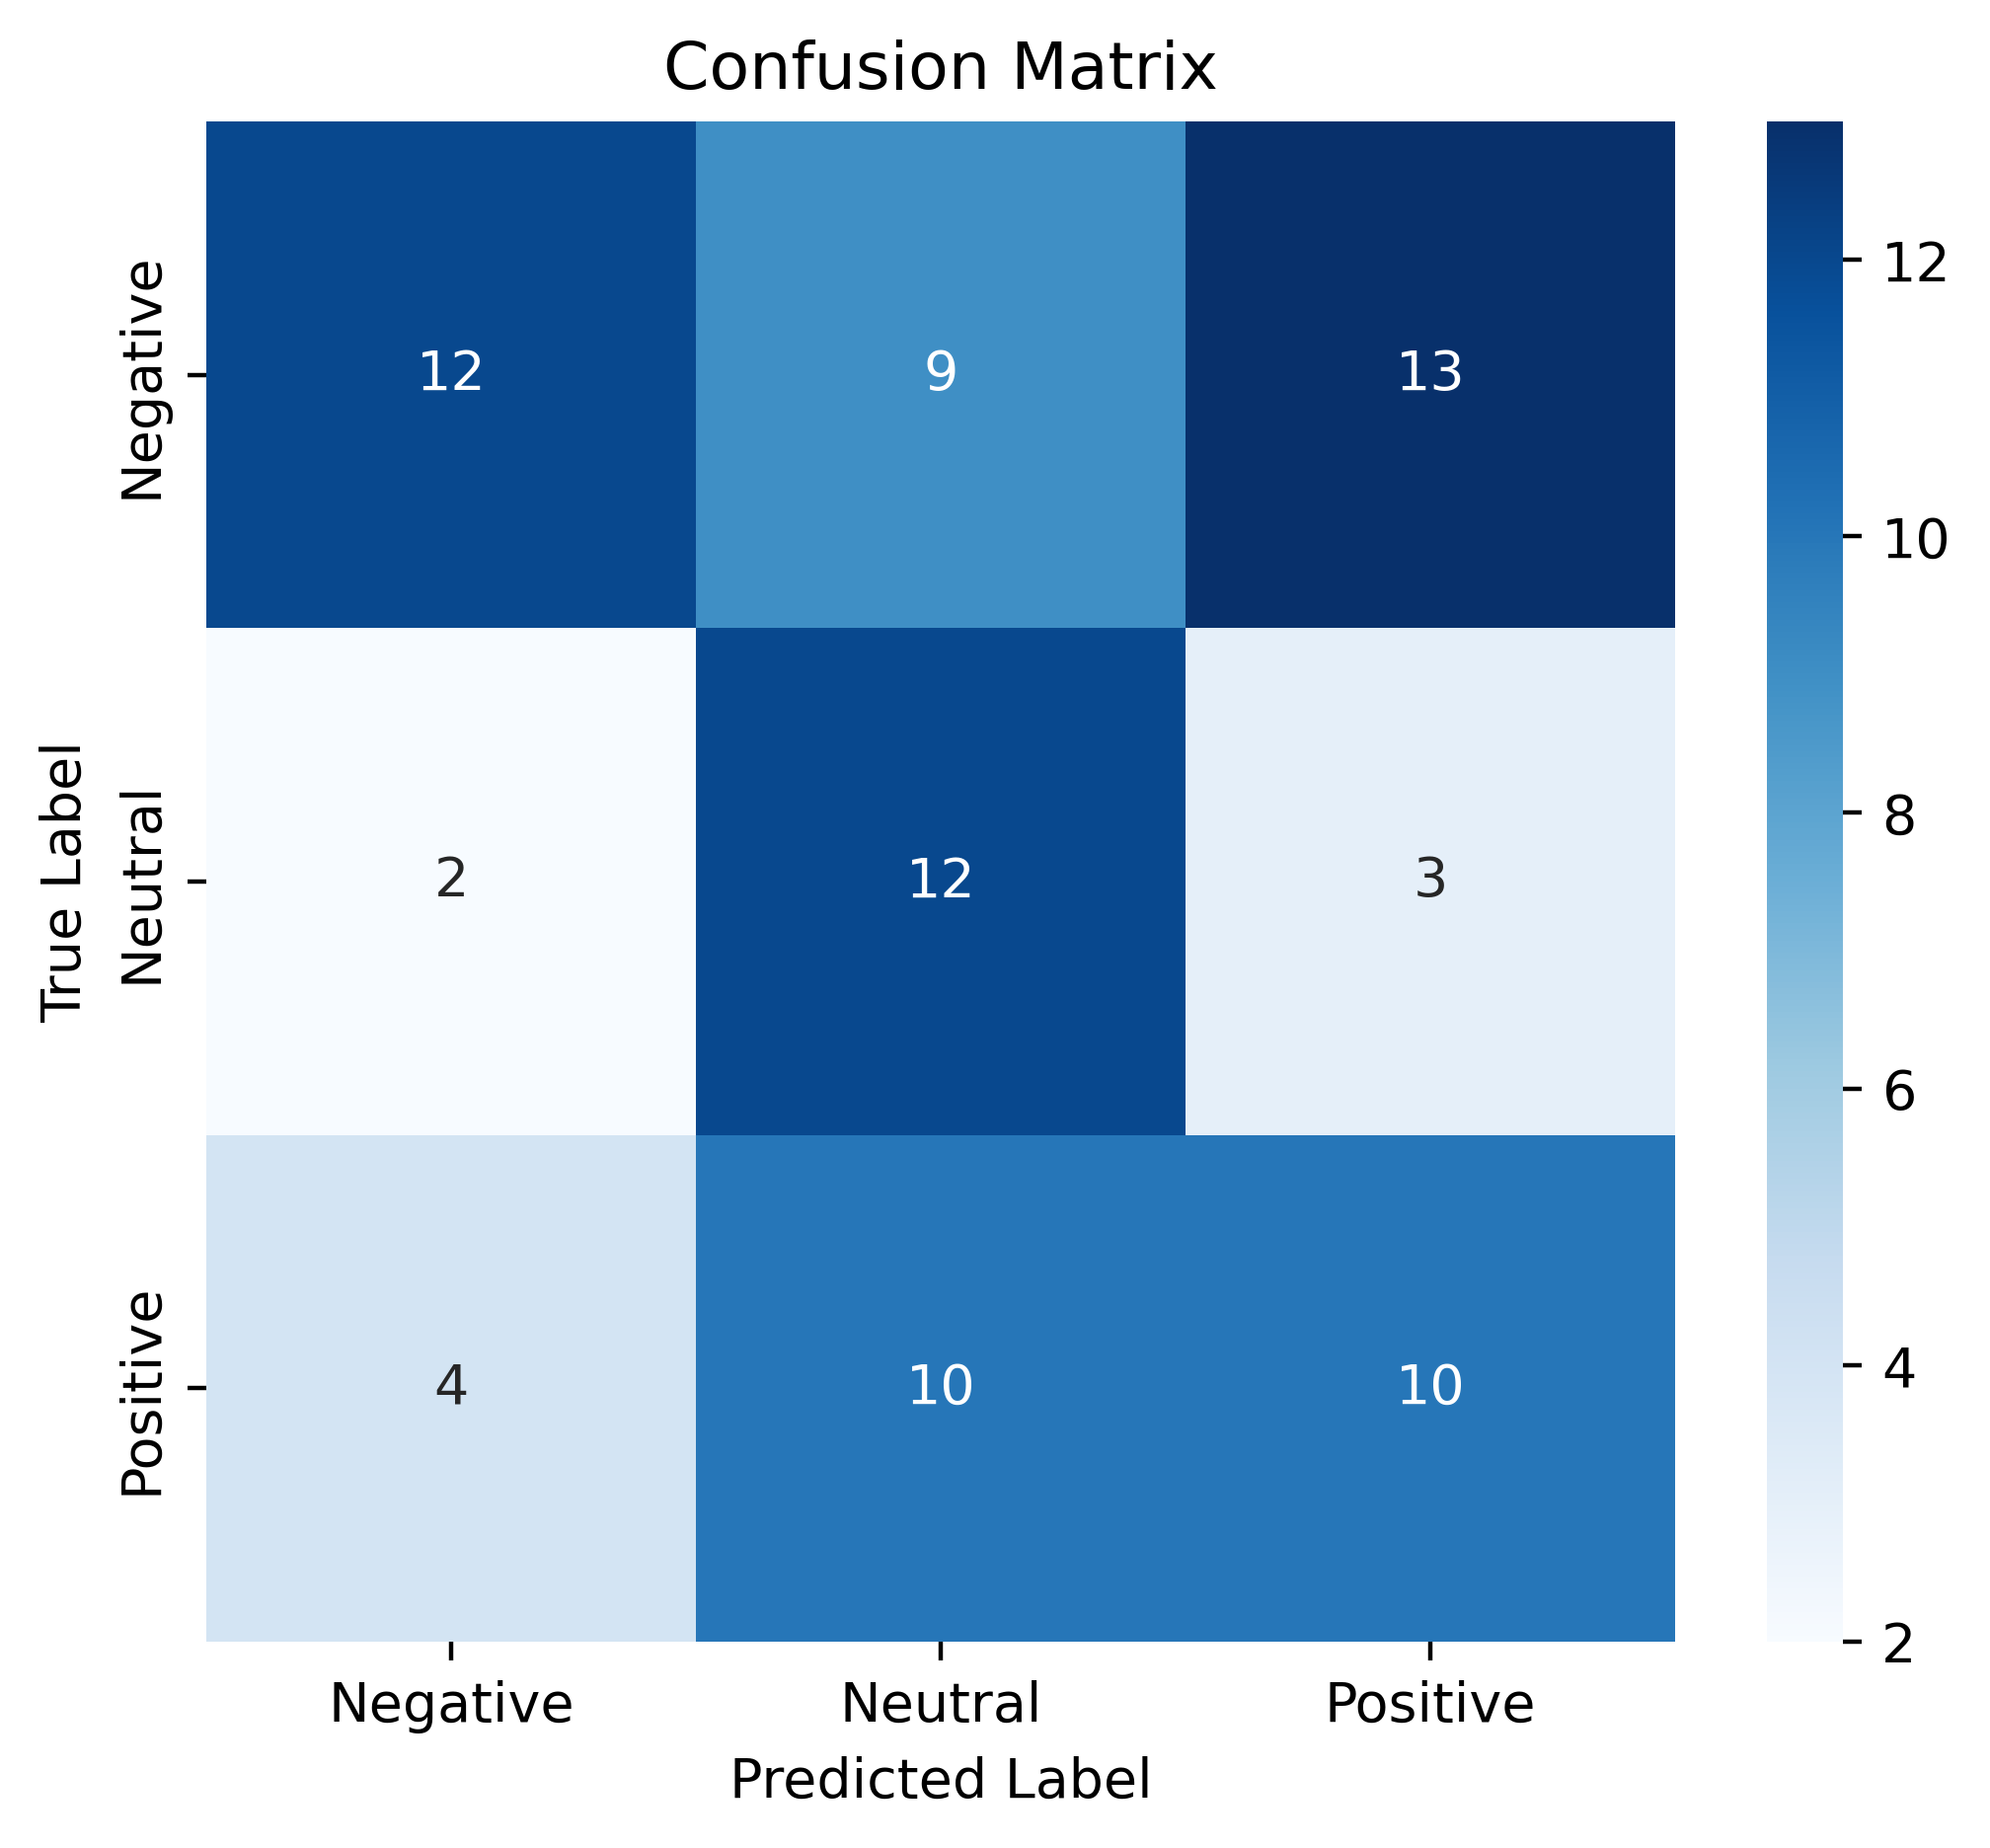 Confusion Matrix
True Label
Negative
12 9 13
Neutral
2 12 3
Positive
4 10 10
Negative Neutral Positive
Predicted Label
12
10
8
6
4
2